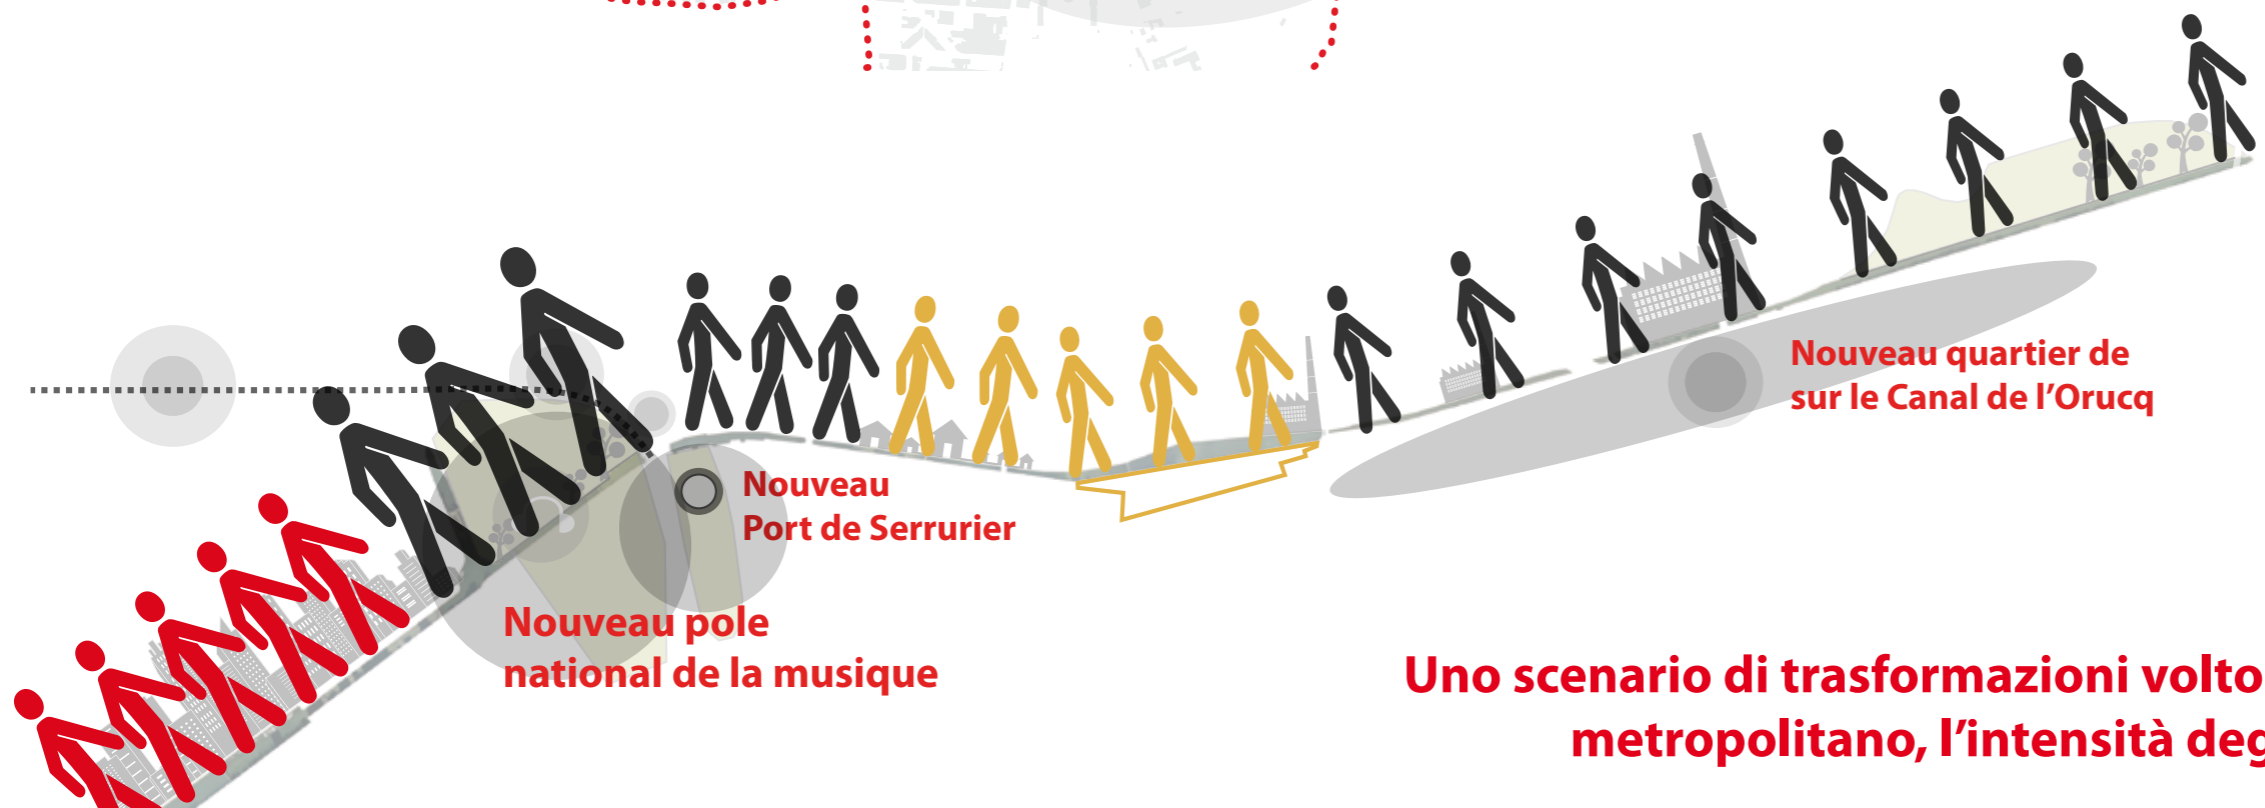 Nouveau quartier de
sur le Canal de l’Orucq
Nouveau
Port de Serrurier
Nouveau pole
national de la musique
Uno scenario di trasformazioni volto
metropolitano, l’intensità deg